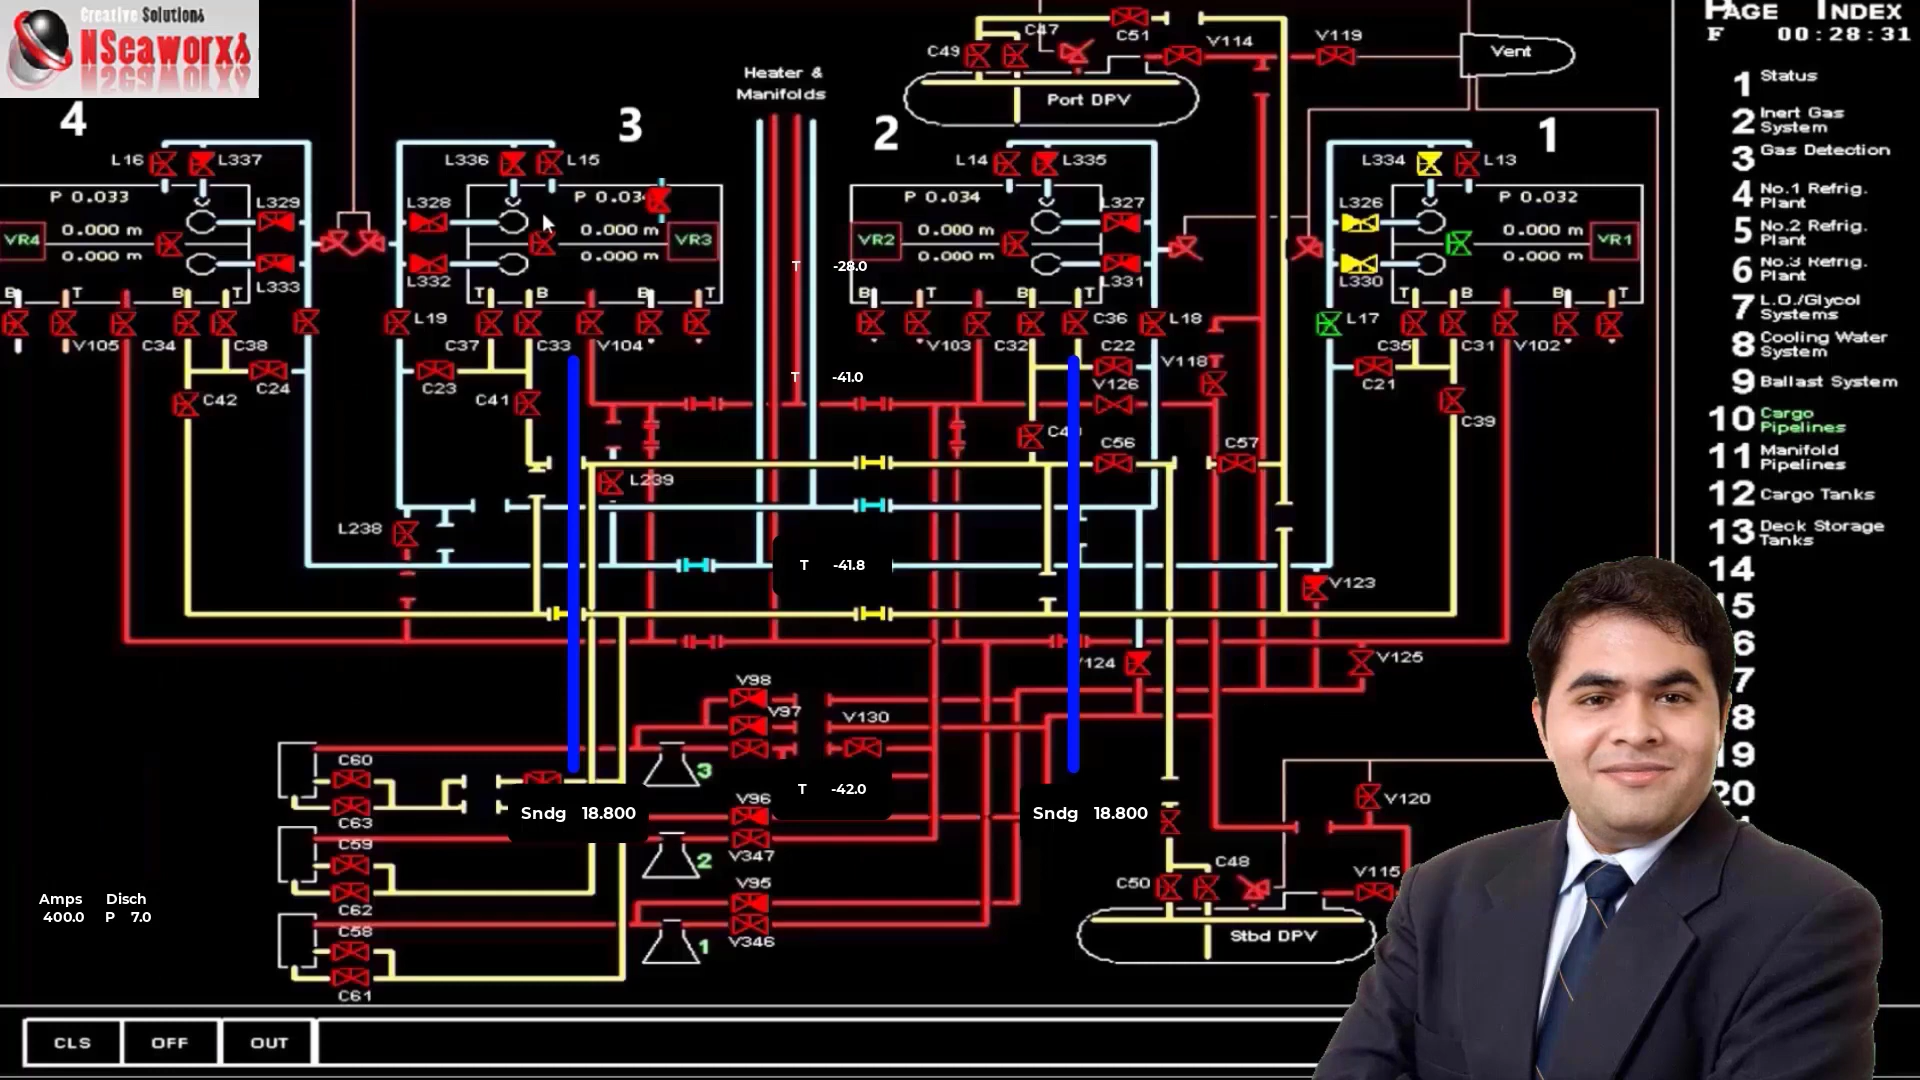 Creative Solutions
NSeaworxs
PAGE INDEX
F 00:28:31
1 Status
2 Inert Gas System
3 Gas Detection
4 No.1 Refrig. Plant
5 No.2 Refrig. Plant
6 No.3 Refrig. Plant
7 L.O./Glycol Systems
8 Cooling Water System
9 Ballast System
10 Cargo Pipelines
11 Manifold Pipelines
12 Cargo Tanks
13 Deck Storage Tanks
14
20
C49
C47
C51
V114
V119
Vent
Port DPV
Heater &
Manifolds
4
3
2
1
L16
L337
L336
L15
L14
L335
L334
L13
P 0.033
P 0.034
P 0.034
P 0.032
VR4
0.000 m
0.000 m
L329
L333
L328
L332
0.000 m
0.000 m
VR3
VR2
0.000 m
0.000 m
L327
L331
L326
L330
0.000 m
0.000 m
VR1
T -28.0
B T B T
T B B T
B T B T
T B B T
L19
C36
L18
L17
V105
C34
C38
C37
C33
V104
V103
C32
C22
V118
C35
C31
V102
C24
C23
T -41.0
V126
C21
C42
C41
C39
C56
C57
L239
L238
T -41.8
V123
V124
V125
V98
V97
V130
3
T -42.0
C60
C63
Sndg 18.800
Sndg 18.800
V96
V347
2
V120
C59
C62
V95
V346
1
C48
C50
V115
Amps Disch
400.0 P 7.0
C58
C61
Stbd DPV
CLS
OFF
OUT